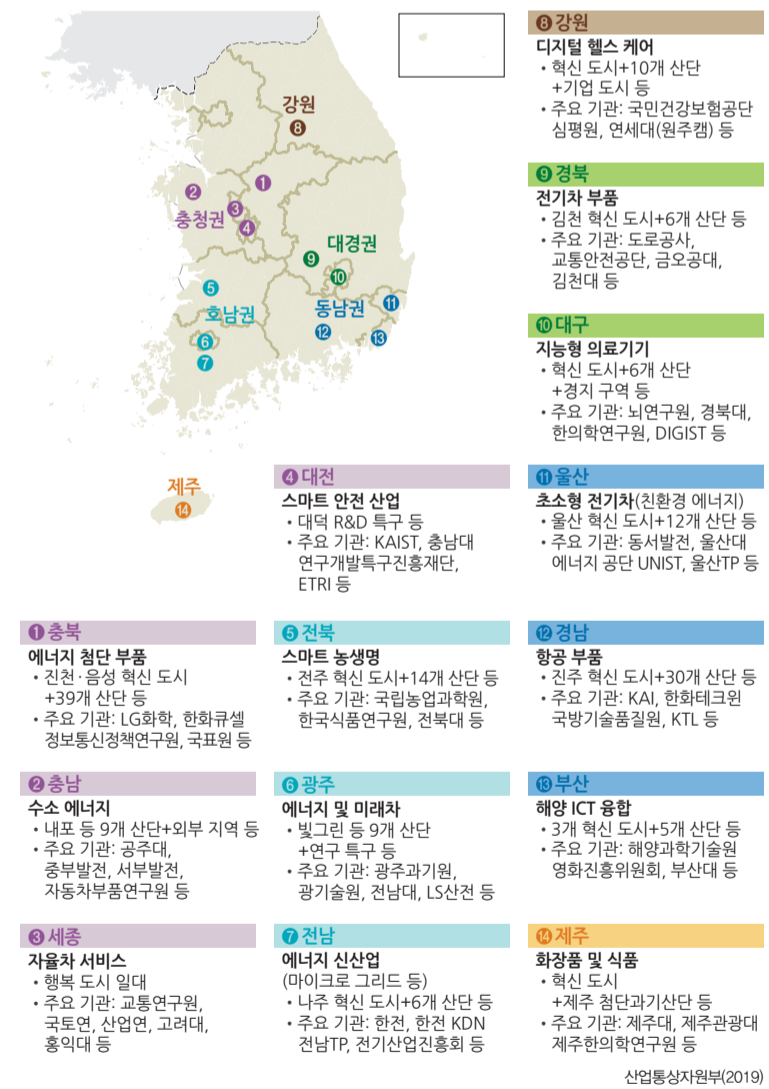 강원
❽
❷
❶
❸
충청권
❹
대경권
❾
❿
❺
호남권
동남권
⓫
❻
⓬
⓭
❼
제주
⓮
❽ 강원
디지털 헬스 케어
• 혁신 도시+10개 산단
+기업 도시 등
• 주요 기관: 국민건강보험공단
심평원, 연세대(원주캠) 등
❾ 경북
전기차 부품
• 김천 혁신 도시+6개 산단 등
• 주요 기관: 도로공사,
교통안전공단, 금오공대,
김천대 등
❿ 대구
지능형 의료기기
• 혁신 도시+6개 산단
+경지 구역 등
• 주요 기관: 뇌연구원, 경북대,
한의학연구원, DIGIST 등
❹ 대전
스마트 안전 산업
• 대덕 R&D 특구 등
• 주요 기관: KAIST, 충남대
연구개발특구진흥재단,
ETRI 등
⓫ 울산
초소형 전기차(친환경 에너지)
• 울산 혁신 도시+12개 산단 등
• 주요 기관: 동서발전, 울산대
에너지 공단 UNIST, 울산TP 등
❶ 충북
에너지 첨단 부품
• 진천·음성 혁신 도시
+39개 산단 등
• 주요 기관: LG화학, 한화큐셀
정보통신정책연구원, 국표원 등
❺ 전북
스마트 농생명
• 전주 혁신 도시+14개 산단 등
• 주요 기관: 국립농업과학원,
한국식품연구원, 전북대 등
⓬ 경남
항공 부품
• 진주 혁신 도시+30개 산단 등
• 주요 기관: KAI, 한화테크윈
국방기술품질원, KTL 등
❷ 충남
수소 에너지
• 내포 등 9개 산단+외부 지역 등
• 주요 기관: 공주대,
중부발전, 서부발전,
자동차부품연구원 등
❻ 광주
에너지 및 미래차
• 빛그린 등 9개 산단
+연구 특구 등
• 주요 기관: 광주과기원,
광기술원, 전남대, LS산전 등
⓭ 부산
해양 ICT 융합
• 3개 혁신 도시+5개 산단 등
• 주요 기관: 해양과학기술원
영화진흥위원회, 부산대 등
❸ 세종
자율차 서비스
• 행복 도시 일대
• 주요 기관: 교통연구원,
국토연, 산업연, 고려대,
홍익대 등
❼ 전남
에너지 신산업
(마이크로 그리드 등)
• 나주 혁신 도시+6개 산단 등
• 주요 기관: 한전, 한전 KDN
전남TP, 전기산업진흥회 등
⓮ 제주
화장품 및 식품
• 혁신 도시
+제주 첨단과기산단 등
• 주요 기관: 제주대, 제주관광대
제주한의학연구원 등
산업통상자원부(2019)